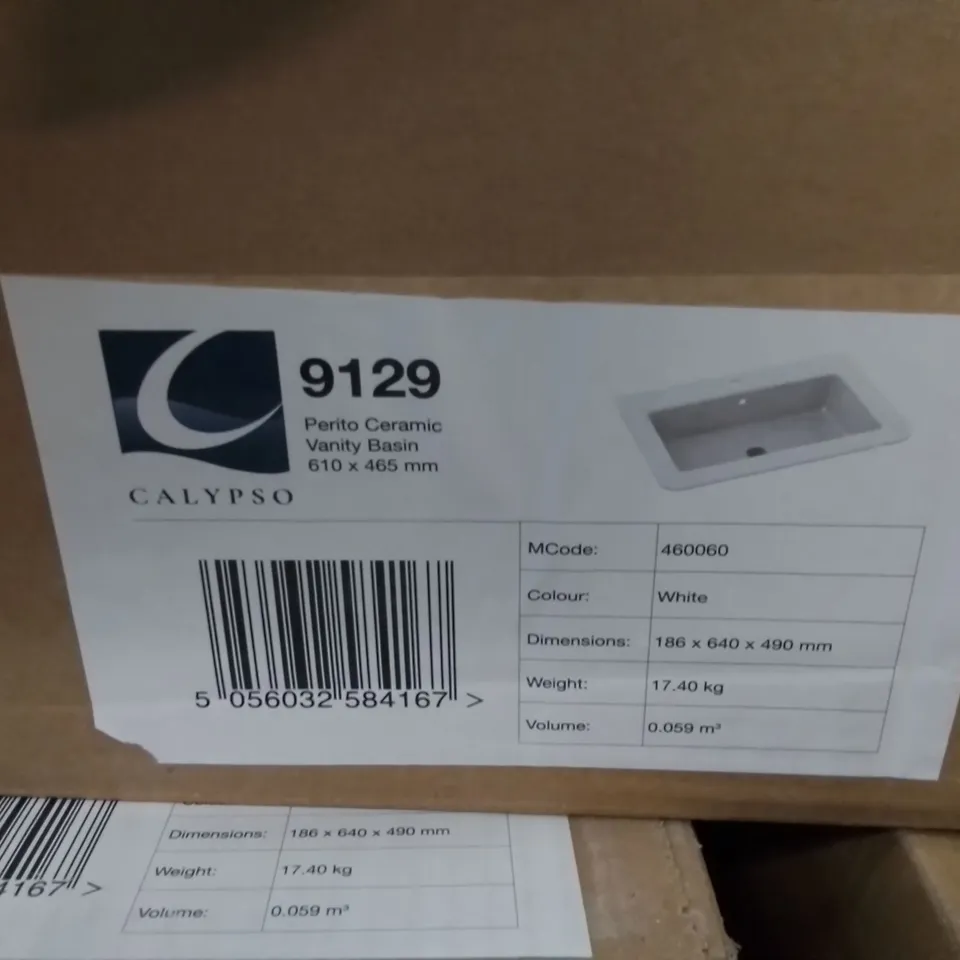 9129
Perito Ceramic
Vanity Basin
610 x 465 mm
CALYPSO
5 056032 584167 >
MCode: 460060
Colour: White
Dimensions: 186 x 640 x 490 mm
Weight: 17.40 kg
Volume: 0.059 m³
4167 >
Dimensions: 186 x 640 x 490 mm
Weight: 17.40 kg
Volume: 0.059 m³